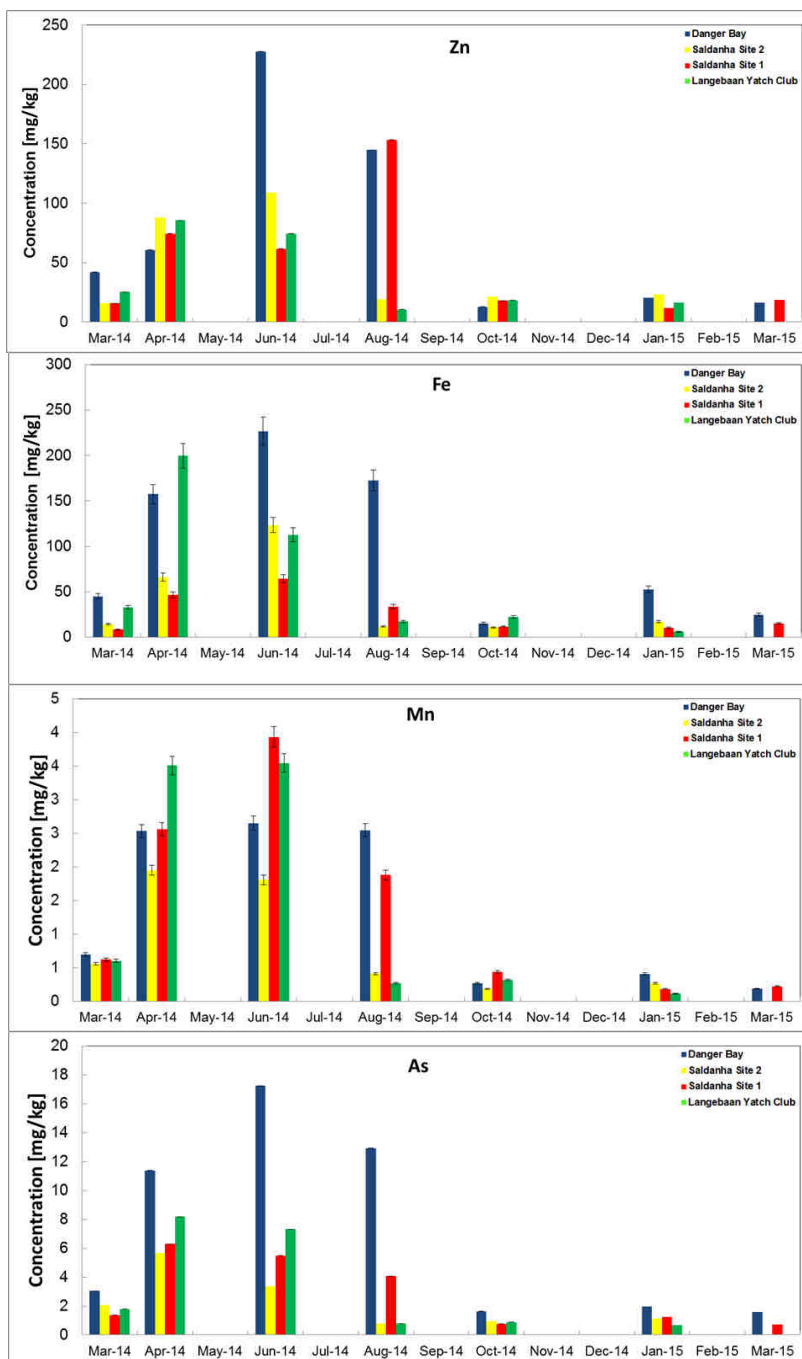 Zn
Danger Bay
Saldanha Site 2
Saldanha Site 1
Langebaan Yatch Club
Concentration [mg/kg]
250
200
150
100
50
0
Mar-14 Apr-14 May-14 Jun-14 Jul-14 Aug-14 Sep-14 Oct-14 Nov-14 Dec-14 Jan-15 Feb-15 Mar-15
Fe
Danger Bay
Saldanha Site 2
Saldanha Site 1
Langebaan Yatch Club
Concentration [mg/kg]
300
250
200
150
100
50
0
Mar-14 Apr-14 May-14 Jun-14 Jul-14 Aug-14 Sep-14 Oct-14 Nov-14 Dec-14 Jan-15 Feb-15 Mar-15
Mn
Danger Bay
Saldanha Site 2
Saldanha Site 1
Langebaan Yatch Club
Concentration [mg/kg]
5
4
4
3
3
2
2
1
1
0
Mar-14 Apr-14 May-14 Jun-14 Jul-14 Aug-14 Sep-14 Oct-14 Nov-14 Dec-14 Jan-15 Feb-15 Mar-15
As
Danger Bay
Saldanha Site 2
Saldanha Site 1
Langebaan Yatch Club
Concentration [mg/kg]
20
18
16
14
12
10
8
6
4
2
0
Mar-14 Apr-14 May-14 Jun-14 Jul-14 Aug-14 Sep-14 Oct-14 Nov-14 Dec-14 Jan-15 Feb-15 Mar-15